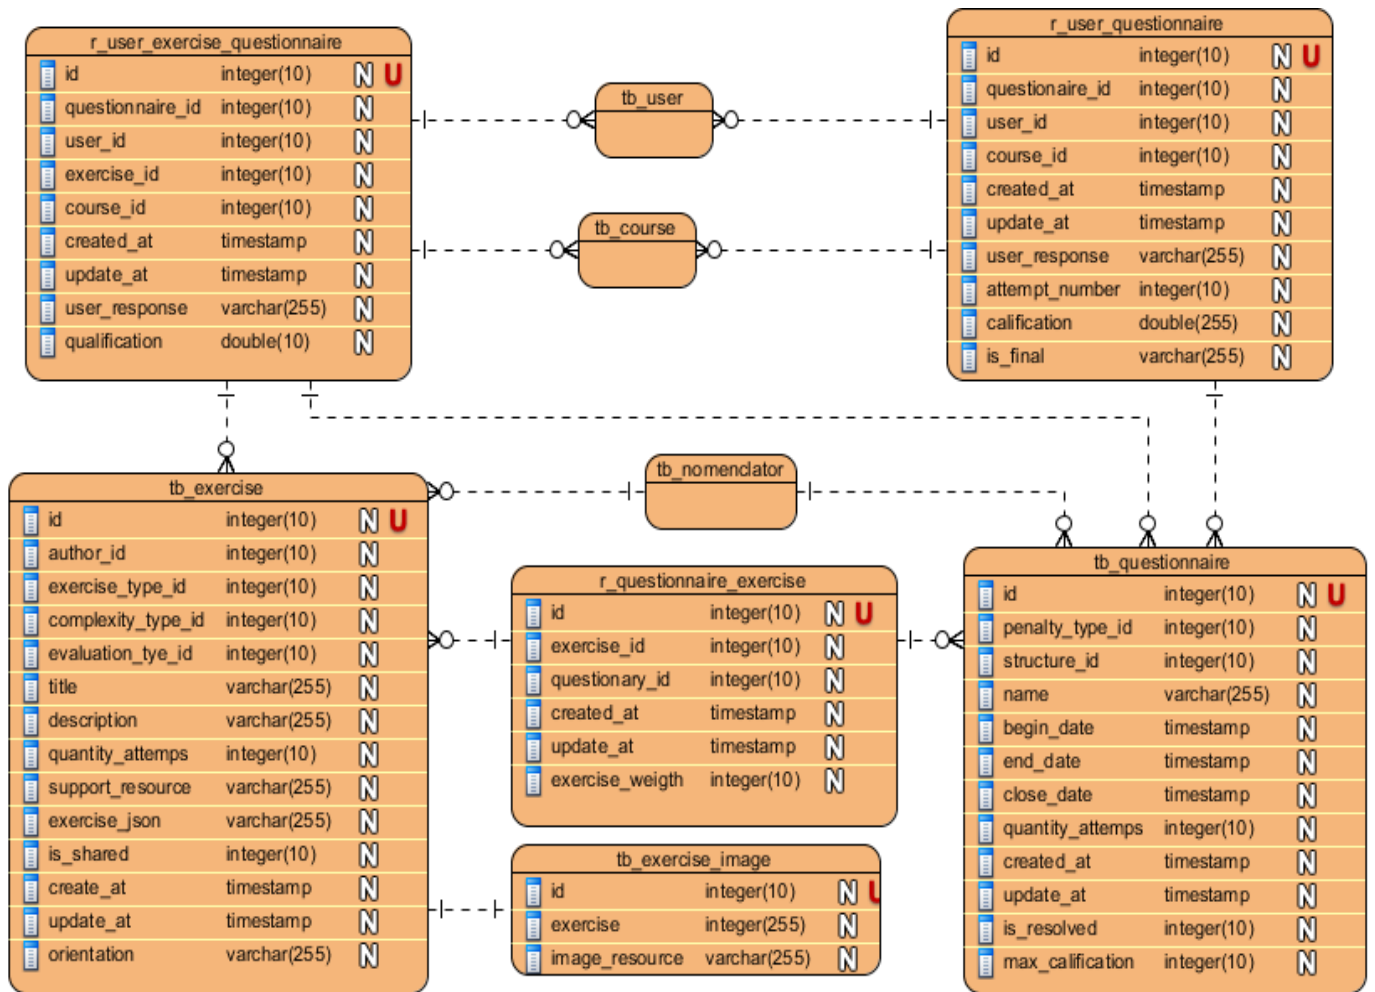 r_user_exercise_questionnaire
id integer(10) N U
questionnaire_id integer(10) N
user_id integer(10) N
exercise_id integer(10) N
course_id integer(10) N
created_at timestamp N
update_at timestamp N
user_response varchar(255) N
qualification double(10) N
tb_user
tb_course
r_user_questionnaire
id integer(10) N U
questionaire_id integer(10) N
user_id integer(10) N
course_id integer(10) N
created_at timestamp N
update_at timestamp N
user_response varchar(255) N
attempt_number integer(10) N
calification double(255) N
is_final varchar(255) N
tb_exercise
id integer(10) N U
author_id integer(10) N
exercise_type_id integer(10) N
complexity_type_id integer(10) N
evaluation_tye_id integer(10) N
title varchar(255) N
description varchar(255) N
quantity_attemps integer(10) N
support_resource varchar(255) N
exercise_json varchar(255) N
is_shared integer(10) N
create_at timestamp N
update_at timestamp N
orientation varchar(255) N
tb_nomenclator
r_questionnaire_exercise
id integer(10) N U
exercise_id integer(10) N
questionary_id integer(10) N
created_at timestamp N
update_at timestamp N
exercise_weigth integer(10) N
tb_exercise_image
id integer(10) N U
exercise integer(255) N
image_resource varchar(255) N
tb_questionnaire
id integer(10) N U
penalty_type_id integer(10) N
structure_id integer(10) N
name varchar(255) N
begin_date timestamp N
end_date timestamp N
close_date timestamp N
quantity_attemps integer(10) N
created_at timestamp N
update_at timestamp N
is_resolved integer(10) N
max_calification integer(10) N